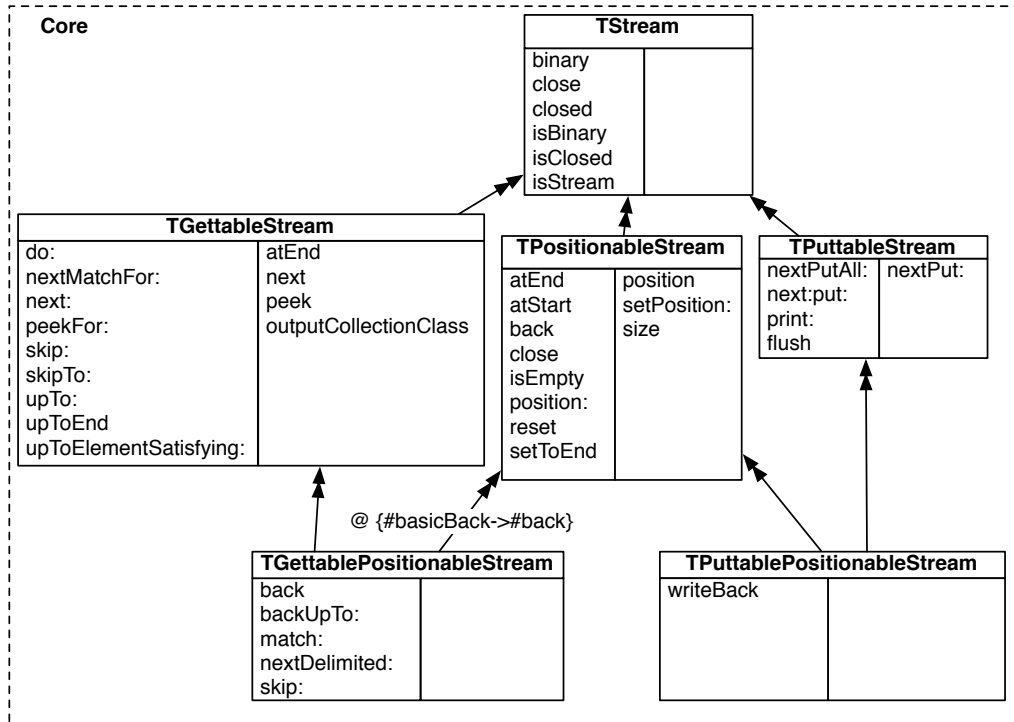 Core
TStream
binary
close
closed
isBinary
isClosed
isStream
TGettableStream
do:
nextMatchFor:
next:
peekFor:
skip:
skipTo:
upTo:
upToEnd
upToElementSatisfying:
atEnd
next
peek
outputCollectionClass
TPositionableStream
atEnd
atStart
back
close
isEmpty
position:
reset
setToEnd
position
setPosition:
size
TPuttableStream
nextPutAll:
next:put:
print:
flush
nextPut:
@ {#basicBack->#back}
TGettablePositionableStream
back
backUpTo:
match:
nextDelimited:
skip:
TPuttablePositionableStream
writeBack